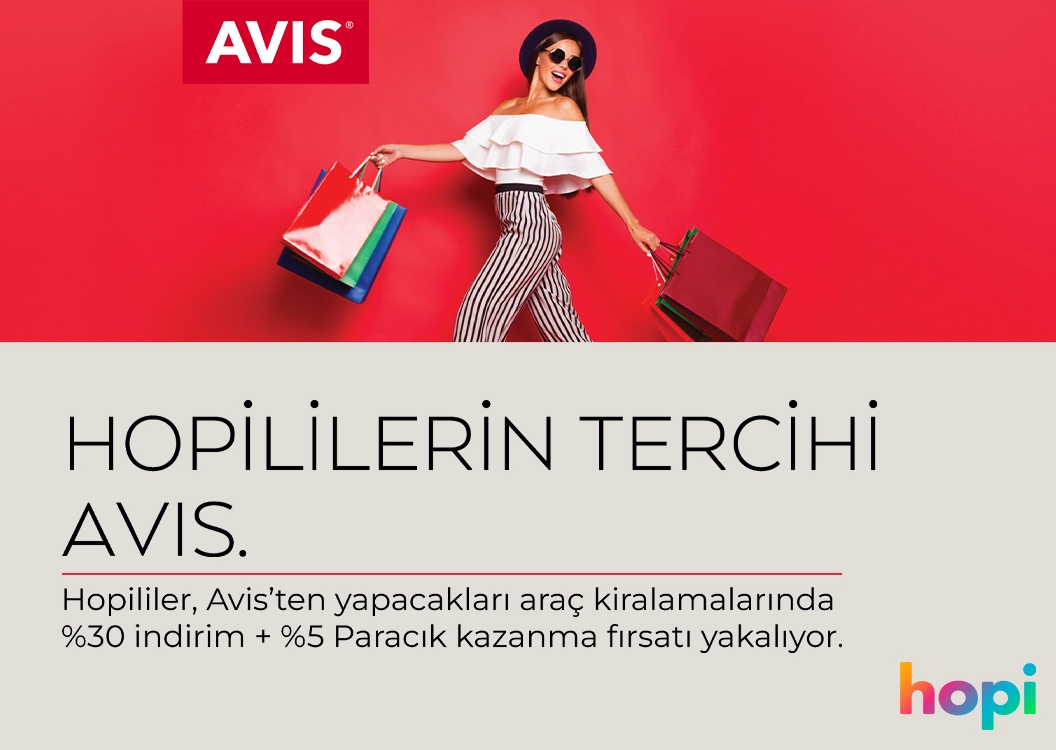 AVIS®
HOPİLİLERİN TERCİHİ
AVIS.
Hopililer, Avis’ten yapacakları araç kiralamalarında
%30 indirim + %5 Paracık kazanma fırsatı yakalıyor.
hopi